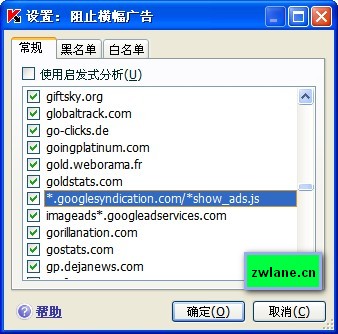 设置：阻止横幅广告
常规 黑名单 白名单
使用启发式分析(U)
giftsky.org
globaltrack.com
go-clicks.de
goingplatinum.com
gold.weborama.fr
goldstats.com
*.googlesyndication.com/*show_ads.js
imageads*.googleadservices.com
gorillanation.com
gostats.com
gp.dejanews.com
zwlane.cn
帮助 确定(O) 取消(C)